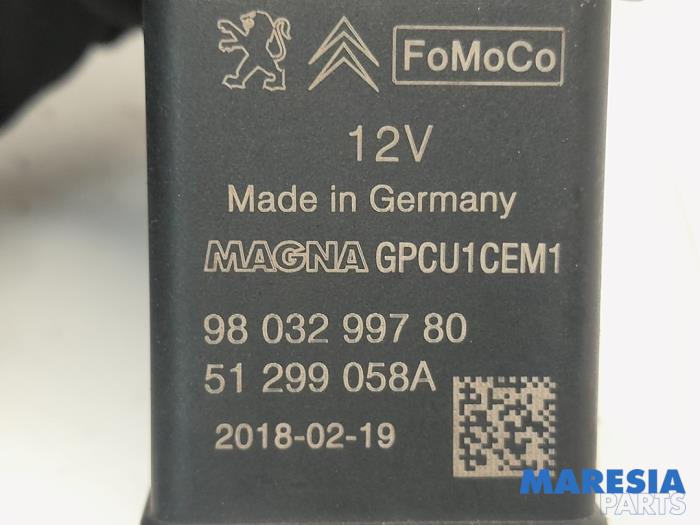 FoMoCo
12V
Made in Germany
MAGNA GPCU1CEM1
98 032 997 80
51 299 058A
2018-02-19
MARESIA
PARTS